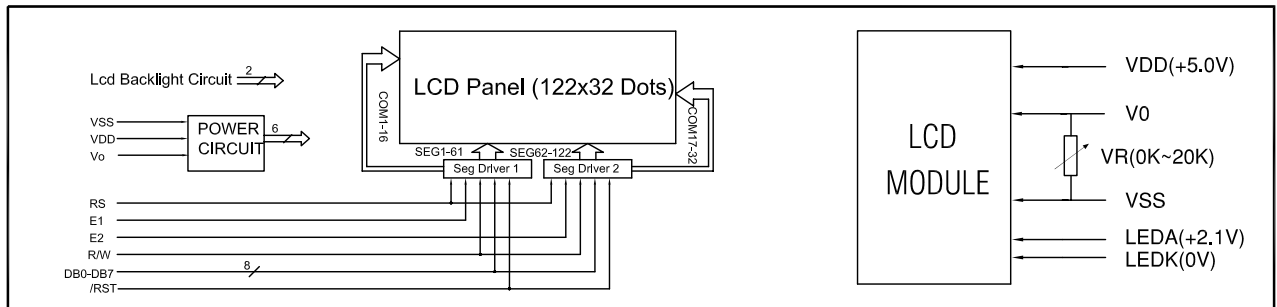 Lcd Backlight Circuit
2
VSS
VDD
Vo
POWER
CIRCUIT
6
LCD Panel (122x32 Dots)
COM1-16
COM17-32
SEG1-61
SEG62-122
Seg Driver 1
Seg Driver 2
RS
E1
E2
R/W
DB0-DB7
8
/RST
LCD
MODULE
VDD(+5.0V)
V0
VR(0K~20K)
VSS
LEDA(+2.1V)
LEDK(0V)